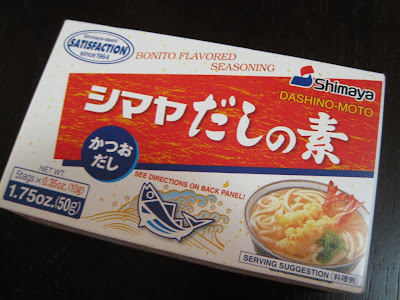 Shimaya-dashi
SATISFACTION
since 1964
BONITO FLAVORED
SEASONING
Shimaya
DASHINO-MOTO
シマヤだしの素
かつお
だし
NET WT.
5bags × 0.35oz. (10g)
1.75oz.(50g)
SEE DIRECTIONS ON BACK PANEL!
SERVING SUGGESTION (料理例)